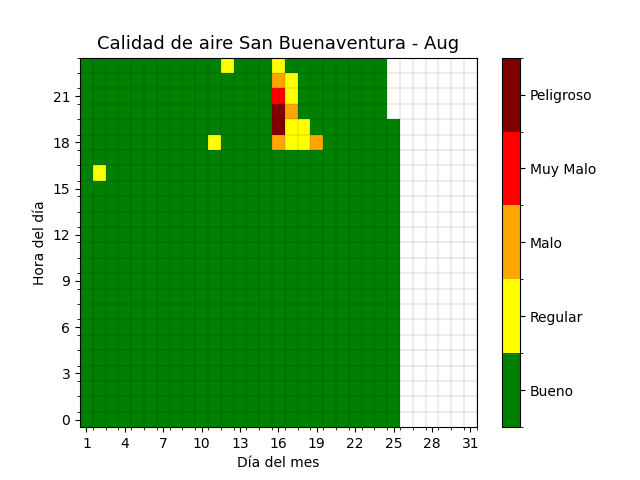 Calidad de aire San Buenaventura - Aug
Hora del día
21
18
15
12
9
6
3
0
1 4 7 10 13 16 19 22 25 28 31
Día del mes
Peligroso
Muy Malo
Malo
Regular
Bueno